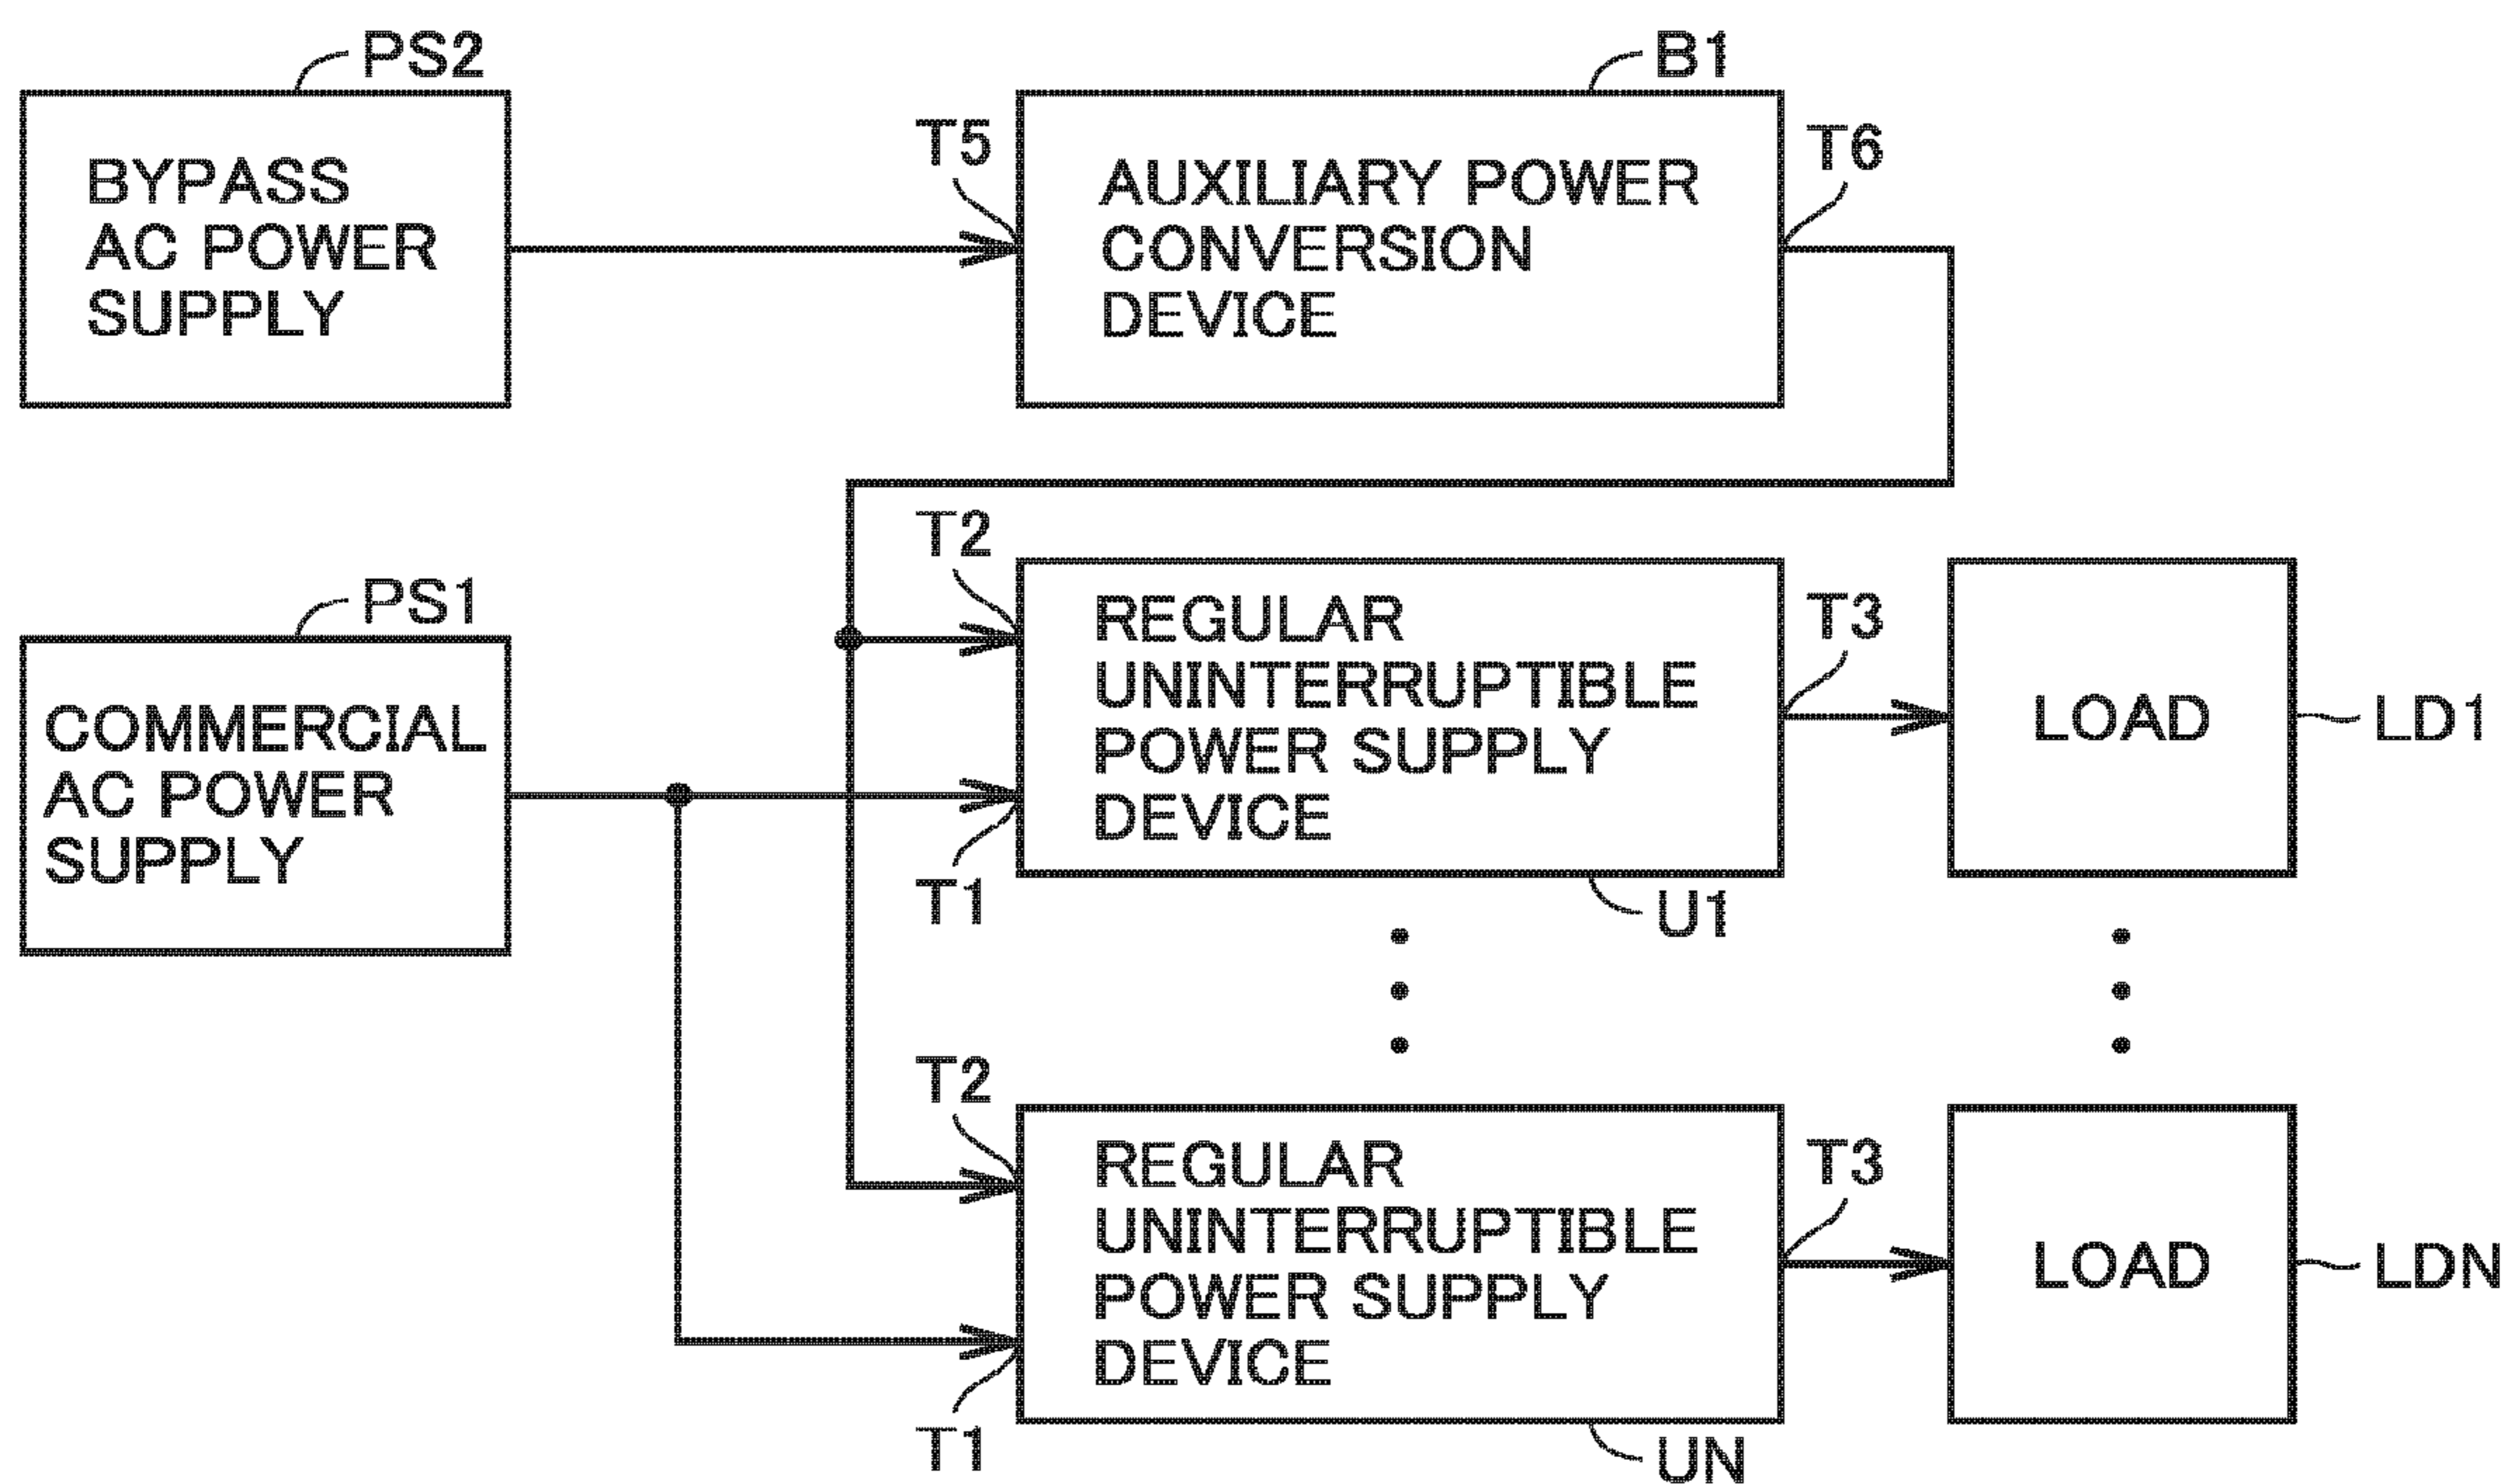 PS2
BYPASS
AC POWER
SUPPLY
T5
B1
AUXILIARY POWER
CONVERSION
DEVICE
T6
PS1
COMMERCIAL
AC POWER
SUPPLY
T2
T1
REGULAR
UNINTERRUPTIBLE
POWER SUPPLY
DEVICE
U1
T3
LOAD
LD1
T2
T1
REGULAR
UNINTERRUPTIBLE
POWER SUPPLY
DEVICE
UN
T3
LOAD
LDN